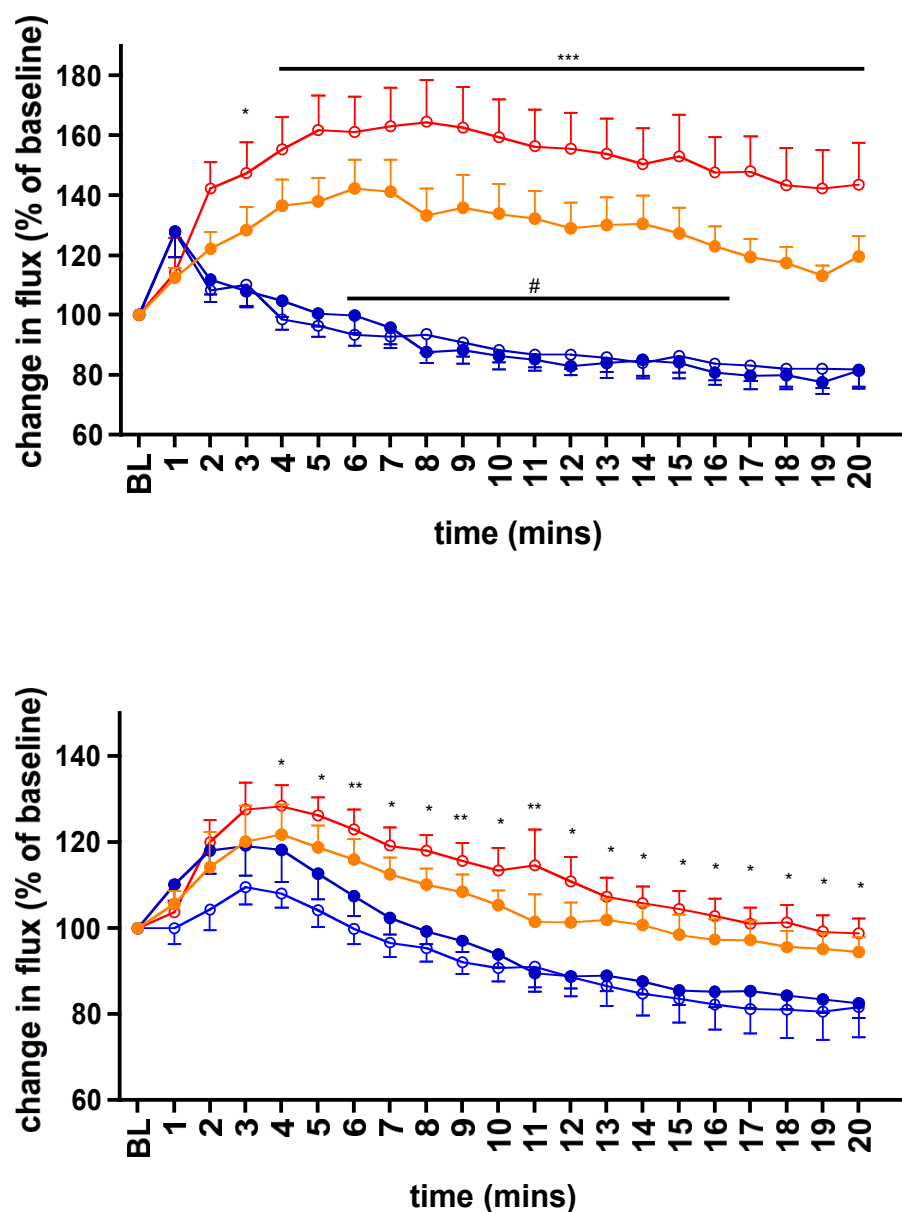 change in flux (% of baseline)
180
160
140
120
100
80
60
***
*
#
BL 1 2 3 4 5 6 7 8 9 10 11 12 13 14 15 16 17 18 19 20
time (mins)
change in flux (% of baseline)
140
120
100
80
60
* * ** * * ** * ** * * * * * * * * *
BL 1 2 3 4 5 6 7 8 9 10 11 12 13 14 15 16 17 18 19 20
time (mins)